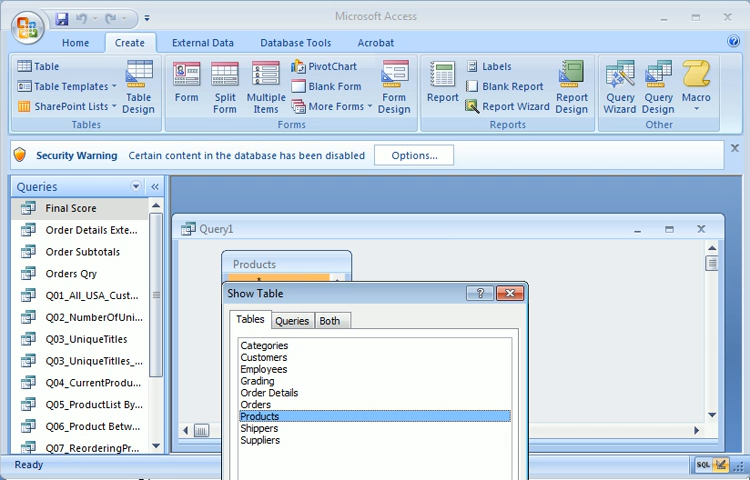 Microsoft Access
Home Create External Data Database Tools Acrobat
Table
Table Templates
SharePoint Lists
Table Design
Tables
Form
Split Form
Multiple Items
PivotChart
Blank Form
More Forms
Form Design
Forms
Report
Labels
Blank Report
Report Wizard
Report Design
Reports
Query Wizard
Query Design
Macro
Other
Security Warning Certain content in the database has been disabled Options...
Queries
Final Score
Order Details Exte...
Order Subtotals
Orders Qry
Q01_All_USA_Cust...
Q02_NumberOfUni...
Q03_UniqueTitles
Q03_UniqueTitlles_...
Q04_CurrentProdu...
Q05_ProductList By...
Q06_Product Betw...
Q07_ReorderingPr...
Query1
Products
Show Table
Tables Queries Both
Categories
Customers
Employees
Grading
Order Details
Orders
Products
Shippers
Suppliers
Ready
SQL